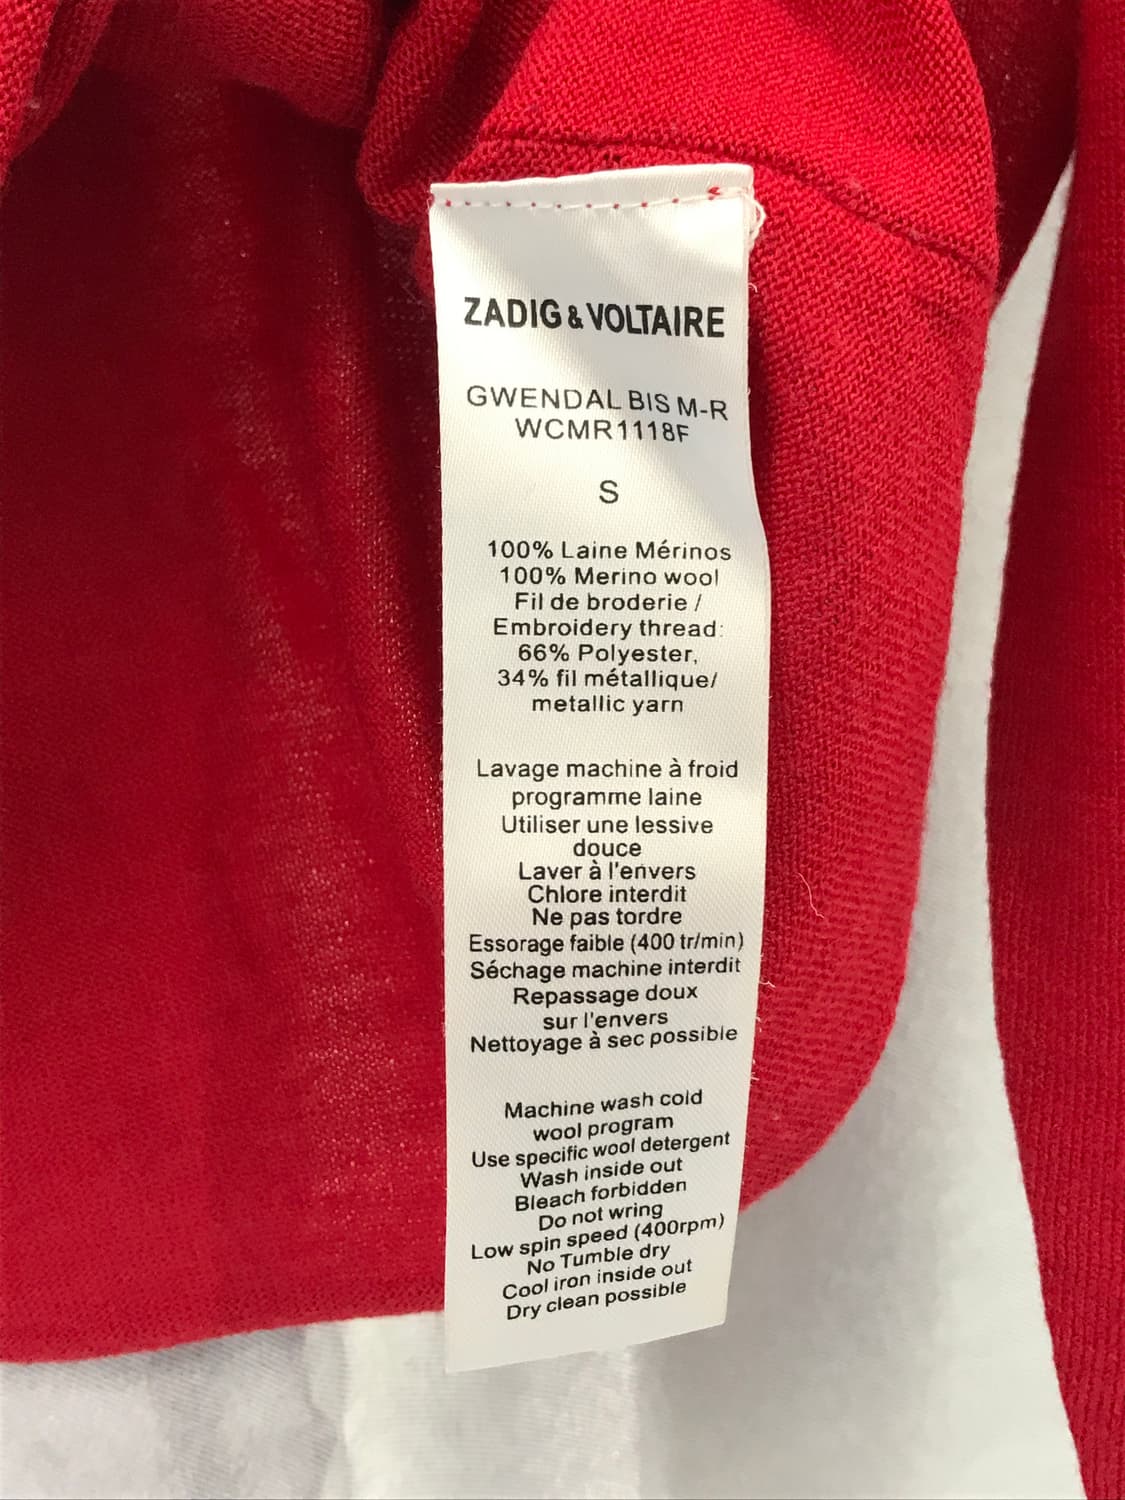 ZADIG & VOLTAIRE
GWENDAL BIS M-R
WCMR1118F
S
100% Laine Mérinos
100% Merino wool
Fil de broderie /
Embroidery thread:
66% Polyester,
34% fil métallique/
metallic yarn
Lavage machine à froid
programme laine
Utiliser une lessive
douce
Laver à l'envers
Chlore interdit
Ne pas tordre
Essorage faible (400 tr/min)
Séchage machine interdit
Repassage doux
sur l'envers
Nettoyage à sec possible
Machine wash cold
wool program
Use specific wool detergent
Wash inside out
Bleach forbidden
Do not wring
Low spin speed (400rpm)
No Tumble dry
Cool iron inside out
Dry clean possible